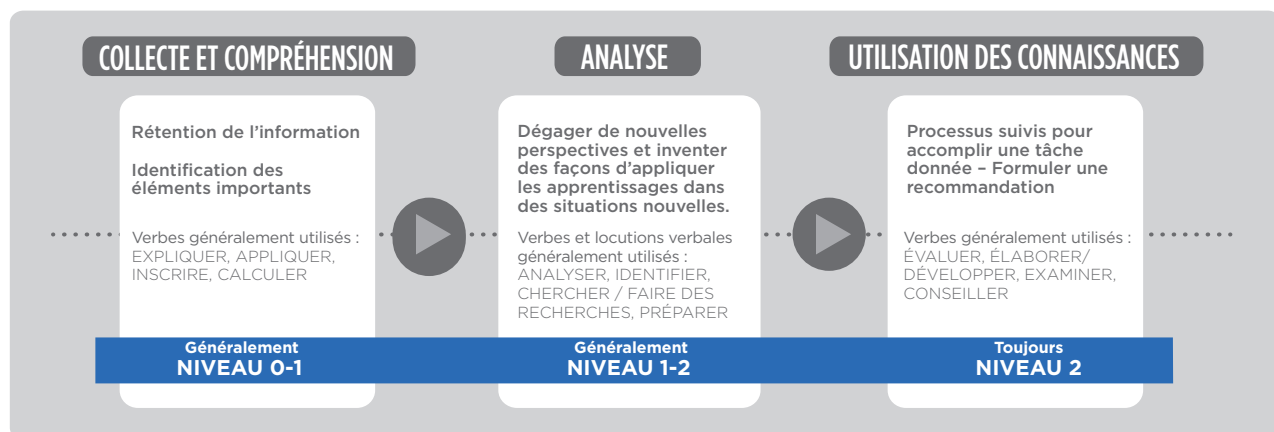 COLLECTE ET COMPRÉHENSION
Rétention de l'information
Identification des
éléments importants
Verbes généralement utilisés :
EXPLIQUER, APPLIQUER,
INSCRIRE, CALCULER
Généralement
NIVEAU 0-1
ANALYSE
Dégager de nouvelles
perspectives et inventer
des façons d'appliquer
les apprentissages dans
des situations nouvelles.
Verbes et locutions verbales
généralement utilisés :
ANALYSER, IDENTIFIER,
CHERCHER / FAIRE DES
RECHERCHES, PRÉPARER
Généralement
NIVEAU 1-2
UTILISATION DES CONNAISSANCES
Processus suivis pour
accomplir une tâche
donnée – Formuler une
recommandation
Verbes généralement utilisés :
ÉVALUER, ÉLABORER/
DÉVELOPPER, EXAMINER,
CONSEILLER
Toujours
NIVEAU 2